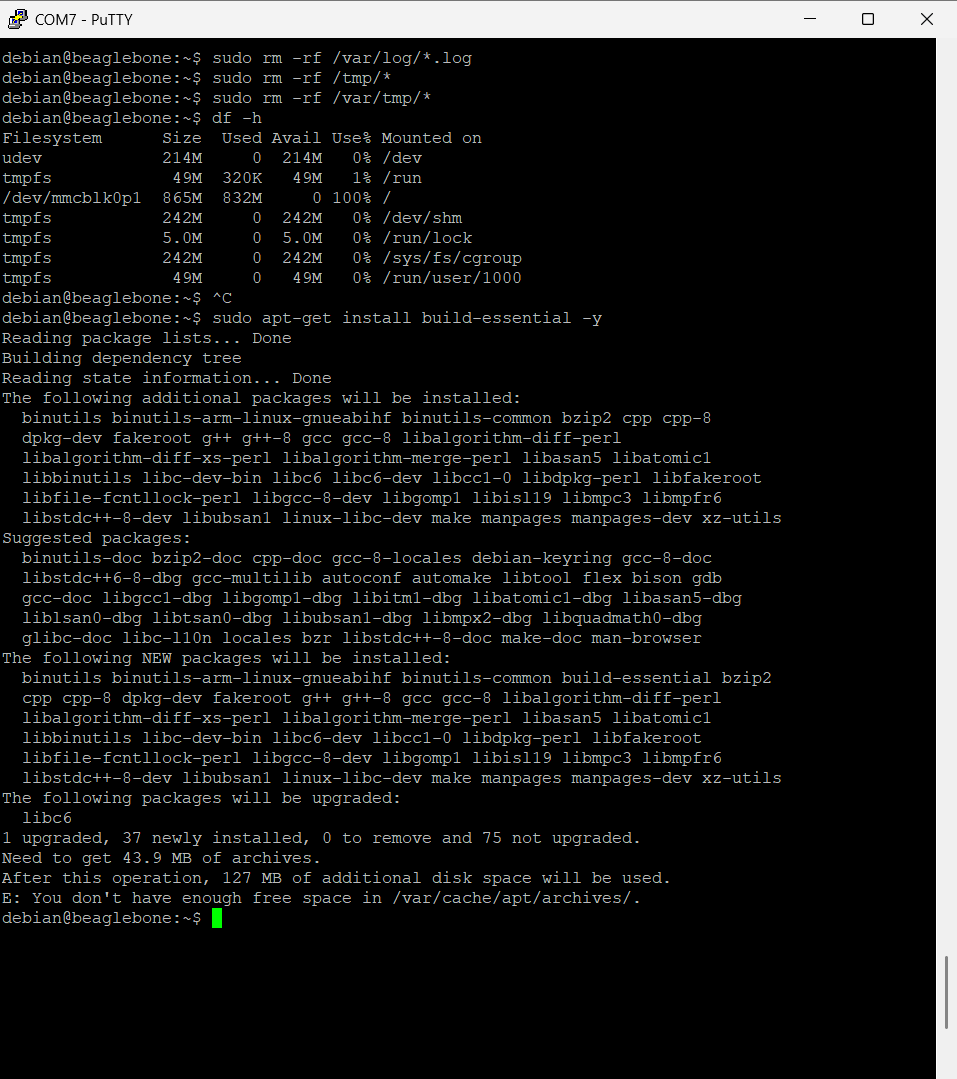 COM7 - PuTTY
debian@beaglebone:~$ sudo rm -rf /var/log/*.log
debian@beaglebone:~$ sudo rm -rf /tmp/*
debian@beaglebone:~$ sudo rm -rf /var/tmp/*
debian@beaglebone:~$ df -h
Filesystem      Size  Used Avail Use% Mounted on
udev            214M     0  214M   0% /dev
tmpfs            49M  320K   49M   1% /run
/dev/mmcblk0p1  865M  832M     0 100% /
tmpfs           242M     0  242M   0% /dev/shm
tmpfs           5.0M     0  5.0M   0% /run/lock
tmpfs           242M     0  242M   0% /sys/fs/cgroup
tmpfs            49M     0   49M   0% /run/user/1000
debian@beaglebone:~$ ^C
debian@beaglebone:~$ sudo apt-get install build-essential -y
Reading package lists... Done
Building dependency tree
Reading state information... Done
The following additional packages will be installed:
  binutils binutils-arm-linux-gnueabihf binutils-common bzip2 cpp cpp-8
  dpkg-dev fakeroot g++ g++-8 gcc gcc-8 libalgorithm-diff-perl
  libalgorithm-diff-xs-perl libalgorithm-merge-perl libasan5 libatomic1
  libbinutils libc-dev-bin libc6 libc6-dev libcc1-0 libdpkg-perl libfakeroot
  libfile-fcntllock-perl libgcc-8-dev libgomp1 libisl19 libmpc3 libmpfr6
  libstdc++-8-dev libubsan1 linux-libc-dev make manpages manpages-dev xz-utils
Suggested packages:
  binutils-doc bzip2-doc cpp-doc gcc-8-locales debian-keyring gcc-8-doc
  libstdc++6-8-dbg gcc-multilib autoconf automake libtool flex bison gdb
  gcc-doc libgcc1-dbg libgomp1-dbg libitm1-dbg libatomic1-dbg libasan5-dbg
  liblsan0-dbg libtsan0-dbg libubsan1-dbg libmpx2-dbg libquadmath0-dbg
  glibc-doc libc-l10n locales bzr libstdc++-8-doc make-doc man-browser
The following NEW packages will be installed:
  binutils binutils-arm-linux-gnueabihf binutils-common build-essential bzip2
  cpp cpp-8 dpkg-dev fakeroot g++ g++-8 gcc gcc-8 libalgorithm-diff-perl
  libalgorithm-diff-xs-perl libalgorithm-merge-perl libasan5 libatomic1
  libbinutils libc-dev-bin libc6-dev libcc1-0 libdpkg-perl libfakeroot
  libfile-fcntllock-perl libgcc-8-dev libgomp1 libisl19 libmpc3 libmpfr6
  libstdc++-8-dev libubsan1 linux-libc-dev make manpages manpages-dev xz-utils
The following packages will be upgraded:
  libc6
1 upgraded, 37 newly installed, 0 to remove and 75 not upgraded.
Need to get 43.9 MB of archives.
After this operation, 127 MB of additional disk space will be used.
E: You don't have enough free space in /var/cache/apt/archives/.
debian@beaglebone:~$